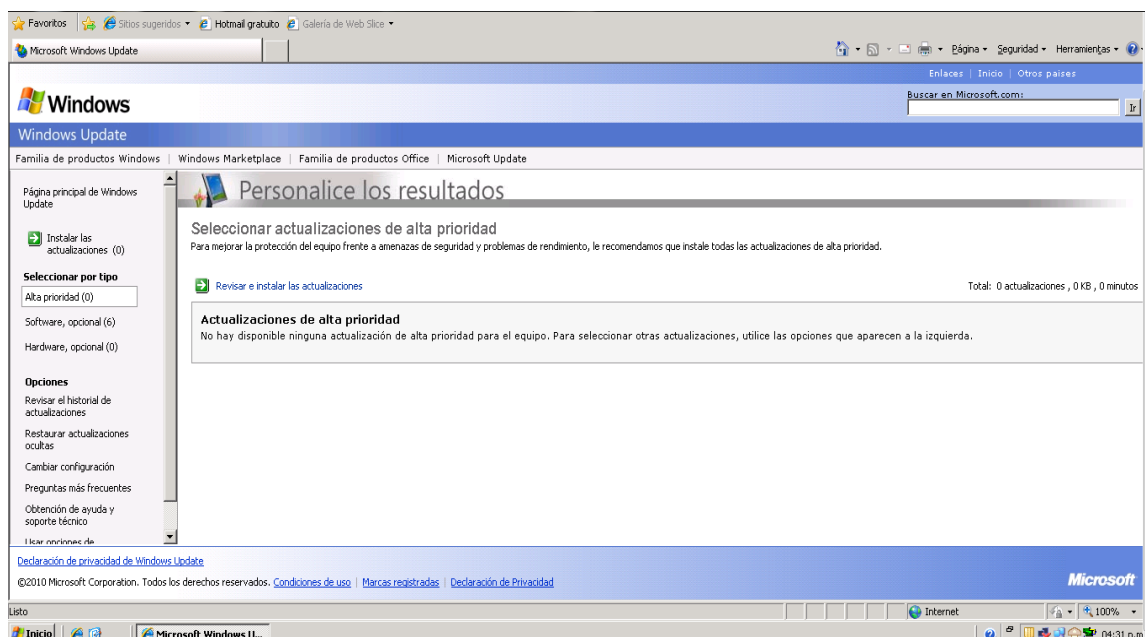 Favoritos Sitios sugeridos Hotmail gratuito Galería de Web Slice
Microsoft Windows Update Página Seguridad Herramientas
Enlaces | Inicio | Otros países
Windows
Buscar en Microsoft.com:
Ir
Windows Update
Familia de productos Windows | Windows Marketplace | Familia de productos Office | Microsoft Update
Página principal de Windows
Update
Instalar las
actualizaciones (0)
Seleccionar por tipo
Alta prioridad (0)
Software, opcional (6)
Hardware, opcional (0)
Opciones
Revisar el historial de
actualizaciones
Restaurar actualizaciones
ocultas
Cambiar configuración
Preguntas más frecuentes
Obtención de ayuda y
soporte técnico
Usar opciones de
Personalice los resultados
Seleccionar actualizaciones de alta prioridad
Para mejorar la protección del equipo frente a amenazas de seguridad y problemas de rendimiento, le recomendamos que instale todas las actualizaciones de alta prioridad.
Revisar e instalar las actualizaciones
Total: 0 actualizaciones , 0 KB , 0 minutos
Actualizaciones de alta prioridad
No hay disponible ninguna actualización de alta prioridad para el equipo. Para seleccionar otras actualizaciones, utilice las opciones que aparecen a la izquierda.
Declaración de privacidad de Windows Update
©2010 Microsoft Corporation. Todos los derechos reservados. Condiciones de uso | Marcas registradas | Declaración de Privacidad
Microsoft
Listo Internet 100%
Inicio Microsoft Windows U... 04:31 p.m